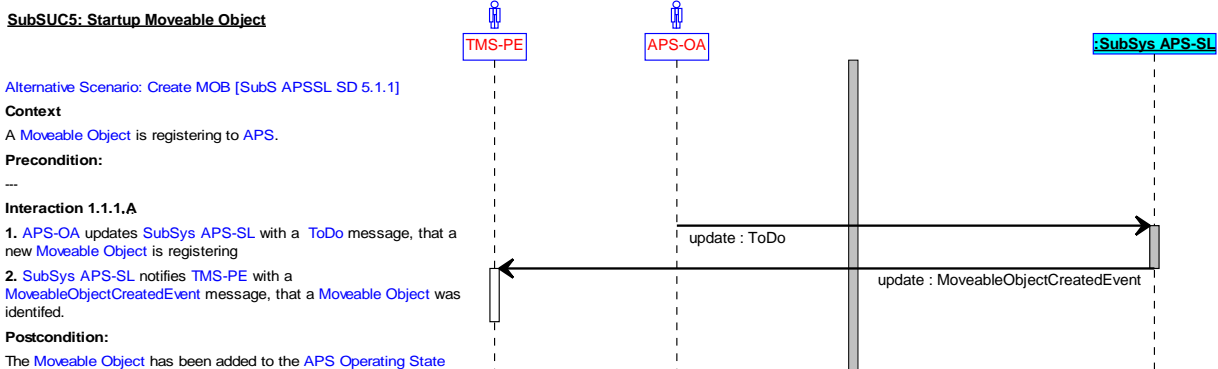 SubSUC5: Startup Moveable Object
TMS-PE
APS-OA
:SubSys APS-SL
Alternative Scenario: Create MOB [SubS APSSL SD 5.1.1]
Context
A Moveable Object is registering to APS.
Precondition:
---
Interaction 1.1.1.A
1. APS-OA updates SubSys APS-SL with a ToDo message, that a
new Moveable Object is registering
update : ToDo
2. SubSys APS-SL notifies TMS-PE with a
MoveableObjectCreatedEvent message, that a Moveable Object was
identifed.
update : MoveableObjectCreatedEvent
Postcondition:
The Moveable Object has been added to the APS Operating State